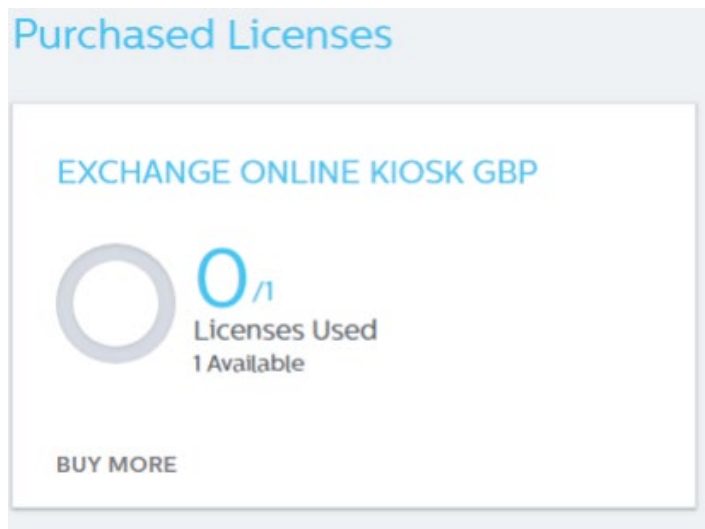 Purchased Licenses
EXCHANGE ONLINE KIOSK GBP
0/1
Licenses Used
1 Available
BUY MORE